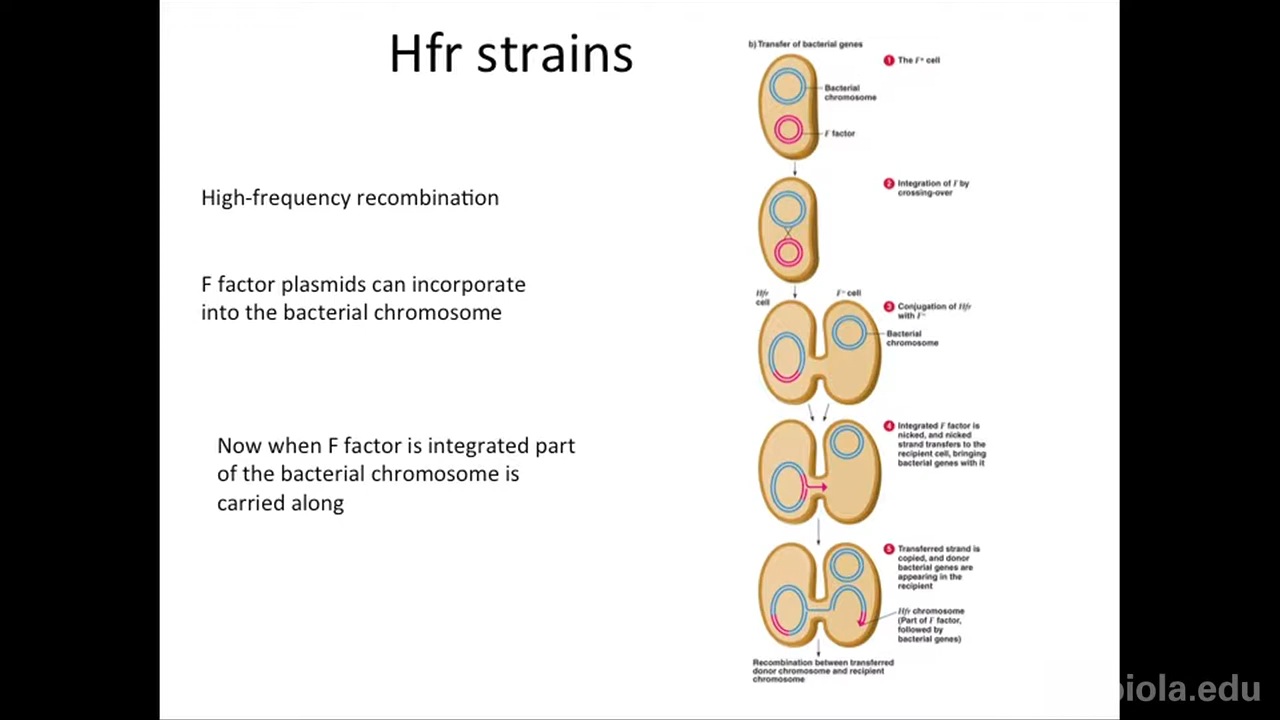 Hfr strains
High-frequency recombination
F factor plasmids can incorporate
into the bacterial chromosome
Now when F factor is integrated part
of the bacterial chromosome is
carried along
b) Transfer of bacterial genes
1 The F+ cell
Bacterial
chromosome
F factor
2 Integration of F by
crossing-over
Hfr
cell
F− cell
3 Conjugation of Hfr
with F−
Bacterial
chromosome
4 Integrated F factor is
nicked, and nicked
strand transfers to the
recipient cell, bringing
bacterial genes with it
5 Transferred strand is
copied, and donor
bacterial genes are
appearing in the
recipient
Hfr chromosome
(Part of F factor,
followed by
bacterial genes)
Recombination between transferred
donor chromosome and recipient
chromosome
biola.edu